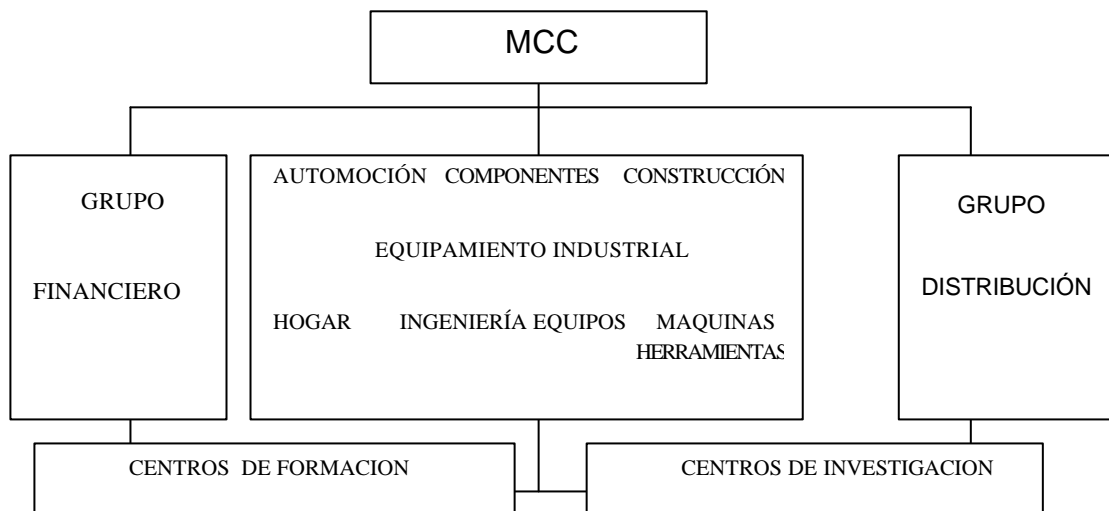 MCC
GRUPO
FINANCIERO
AUTOMOCIÓN COMPONENTES CONSTRUCCIÓN
EQUIPAMIENTO INDUSTRIAL
HOGAR INGENIERÍA EQUIPOS MAQUINAS
HERRAMIENTAS
GRUPO
DISTRIBUCIÓN
CENTROS DE FORMACION
CENTROS DE INVESTIGACION